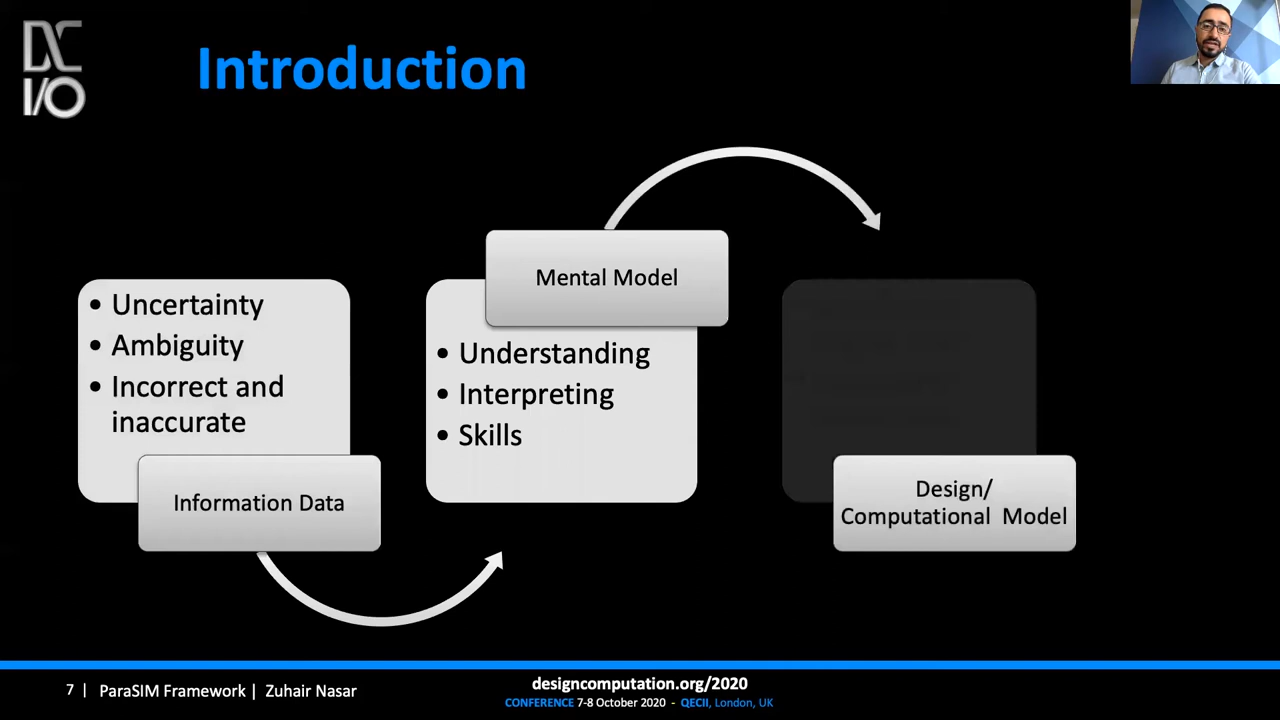 DC
I/O
Introduction
Mental Model
• Uncertainty
• Ambiguity
• Incorrect and
inaccurate
Information Data
• Understanding
• Interpreting
• Skills
Design/
Computational Model
7 | ParaSIM Framework | Zuhair Nasar
designcomputation.org/2020
CONFERENCE 7-8 October 2020 - QECII, London, UK